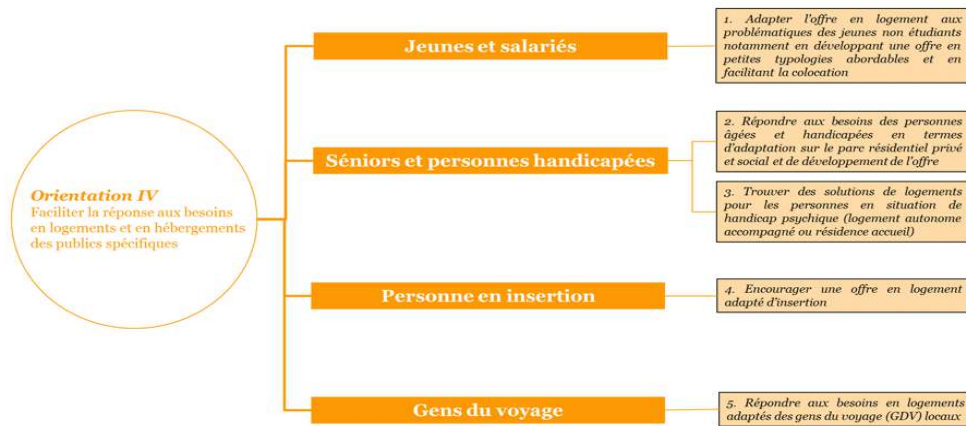 Orientation IV
Faciliter la réponse aux besoins
en logements et en hébergements
des publics spécifiques
Jeunes et salariés
1. Adapter l'offre en logement aux
problématiques des jeunes non étudiants
notamment en développant une offre en
petites typologies abordables et en
facilitant la colocation
Séniors et personnes handicapées
2. Répondre aux besoins des personnes
âgées et handicapées en termes
d'adaptation sur le parc résidentiel privé
et social et de développement de l'offre
3. Trouver des solutions de logements
pour les personnes en situation de
handicap psychique (logement autonome
accompagné ou résidence accueil)
Personne en insertion
4. Encourager une offre en logement
adapté d'insertion
Gens du voyage
5. Répondre aux besoins en logements
adaptés des gens du voyage (GDV) locaux